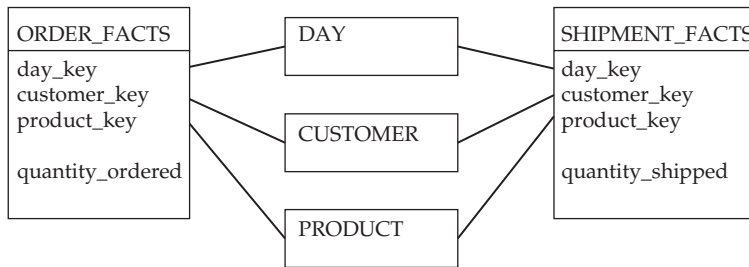 ORDER_FACTS
day_key
customer_key
product_key
quantity_ordered
DAY
CUSTOMER
PRODUCT
SHIPMENT_FACTS
day_key
customer_key
product_key
quantity_shipped